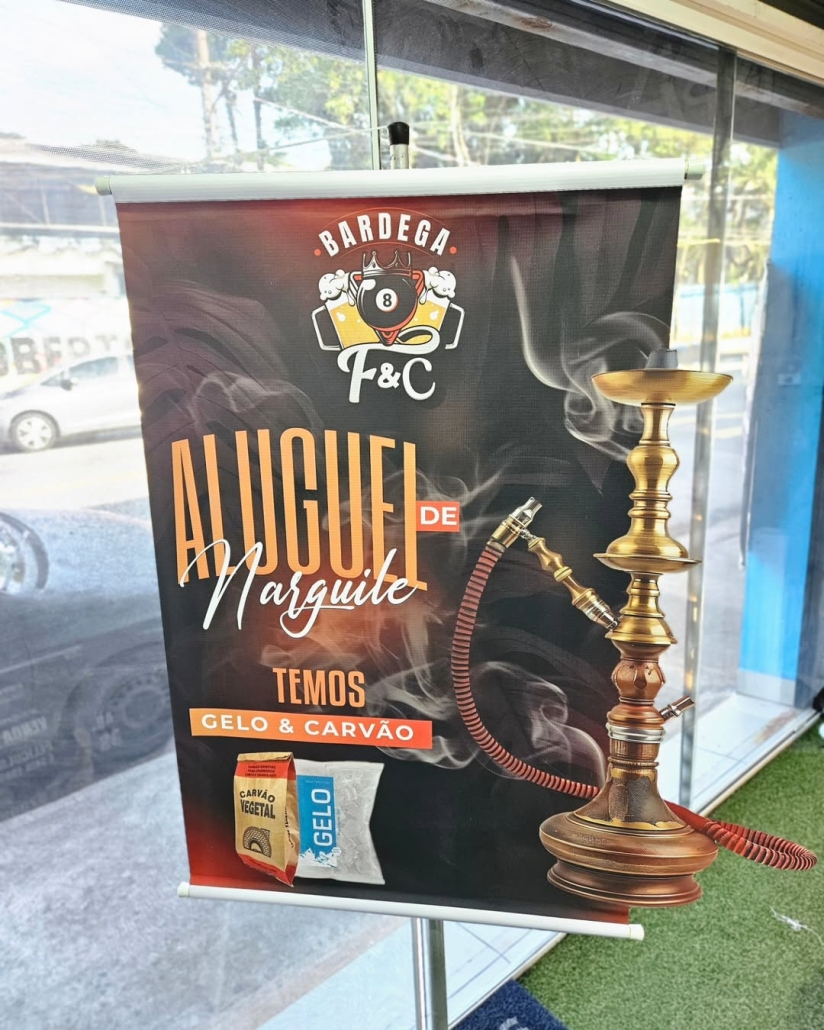 BARDEGA
8
F&C
ALUGUEL
DE
Narguile
TEMOS
GELO & CARVÃO
CARVÃO
VEGETAL
GELO